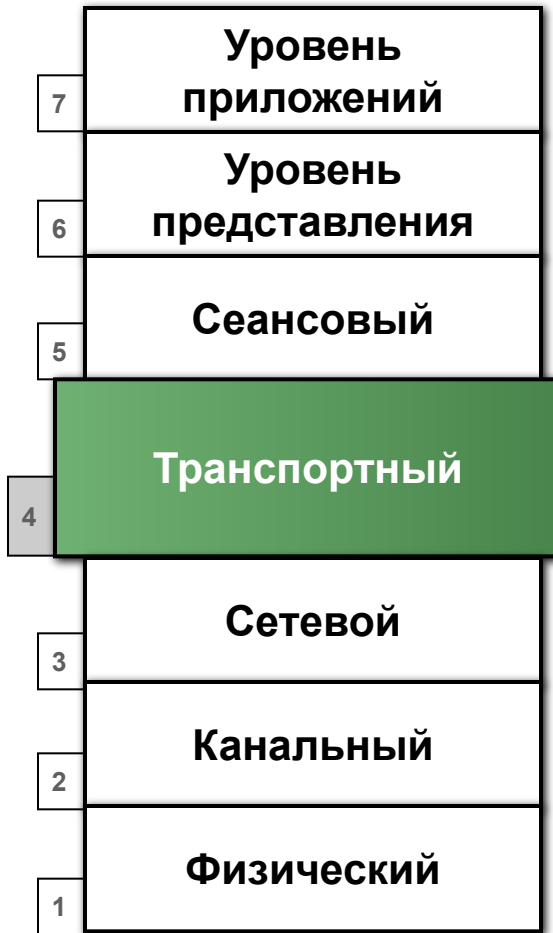 Уровень
приложений
7
Уровень
представления
6
Сеансовый
5
Транспортный
4
Сетевой
3
Канальный
2
Физический
1